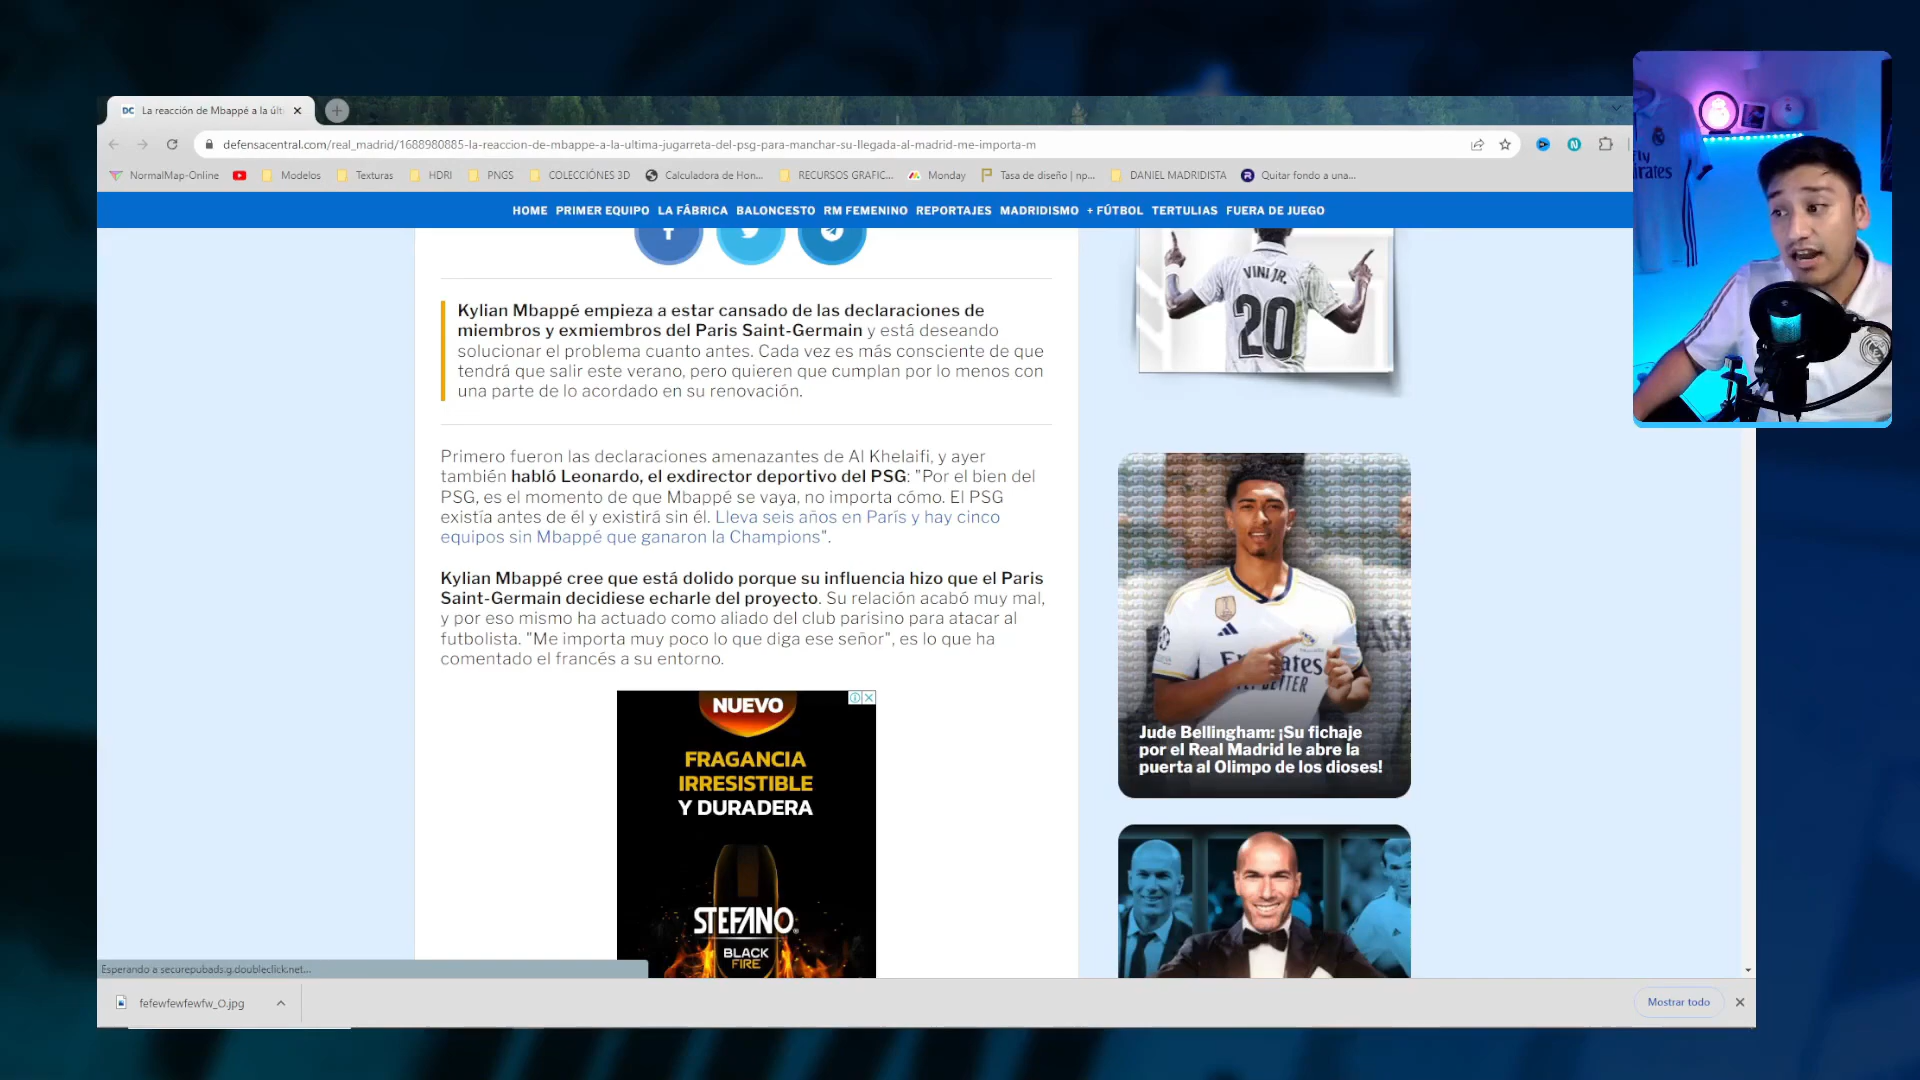 DC La reacción de Mbappé a la últi
defensacentral.com/real_madrid/1688980885-la-reaccion-de-mbappe-a-la-ultima-jugarreta-del-psg-para-manchar-su-llegada-al-madrid-me-importa-m
NormalMap-Online Modelos Texturas HDRI PNGS COLECCIÓNES 3D Calculadora de Hon... RECURSOS GRAFIC... Monday Tasa de diseño | np... DANIEL MADRIDISTA Quitar fondo a una...
HOME PRIMER EQUIPO LA FÁBRICA BALONCESTO RM FEMENINO REPORTAJES MADRIDISMO + FÚTBOL TERTULIAS FUERA DE JUEGO
Kylian Mbappé empieza a estar cansado de las declaraciones de
miembros y exmiembros del Paris Saint-Germain y está deseando
solucionar el problema cuanto antes. Cada vez es más consciente de que
tendrá que salir este verano, pero quieren que cumplan por lo menos con
una parte de lo acordado en su renovación.
Primero fueron las declaraciones amenazantes de Al Khelaifi, y ayer
también habló Leonardo, el exdirector deportivo del PSG: "Por el bien del
PSG, es el momento de que Mbappé se vaya, no importa cómo. El PSG
existía antes de él y existirá sin él. Lleva seis años en París y hay cinco
equipos sin Mbappé que ganaron la Champions".
Kylian Mbappé cree que está dolido porque su influencia hizo que el Paris
Saint-Germain decidiese echarle del proyecto. Su relación acabó muy mal,
y por eso mismo ha actuado como aliado del club parisino para atacar al
futbolista. "Me importa muy poco lo que diga ese señor", es lo que ha
comentado el francés a su entorno.
NUEVO
FRAGANCIA
IRRESISTIBLE
Y DURADERA
STEFANO
BLACK
FIRE
VINI JR.
20
Emirates
FLY BETTER
Jude Bellingham: ¡Su fichaje
por el Real Madrid le abre la
puerta al Olimpo de los dioses!
Esperando a securepubads.g.doubleclick.net...
fefewfewfewfw_O.jpg
Mostrar todo